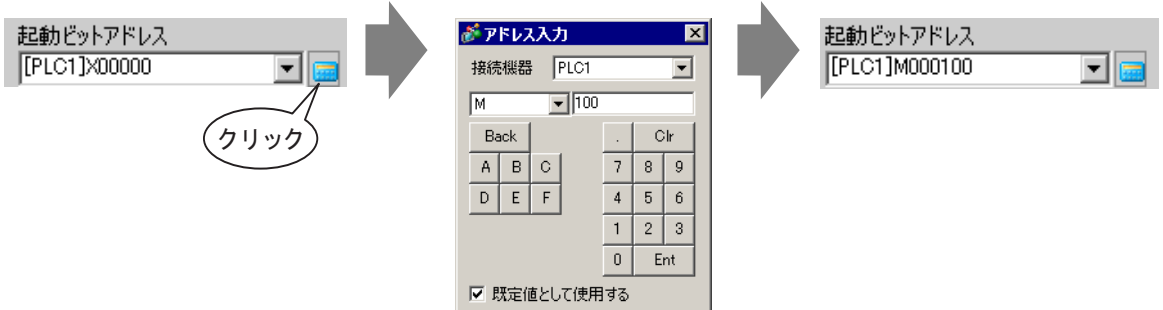 起動ビットアドレス
[PLC1]X00000
クリック
アドレス入力
接続機器 PLC1
M 100
Back . Clr
A B C 7 8 9
D E F 4 5 6
1 2 3
0 Ent
既定値として使用する
起動ビットアドレス
[PLC1]M000100